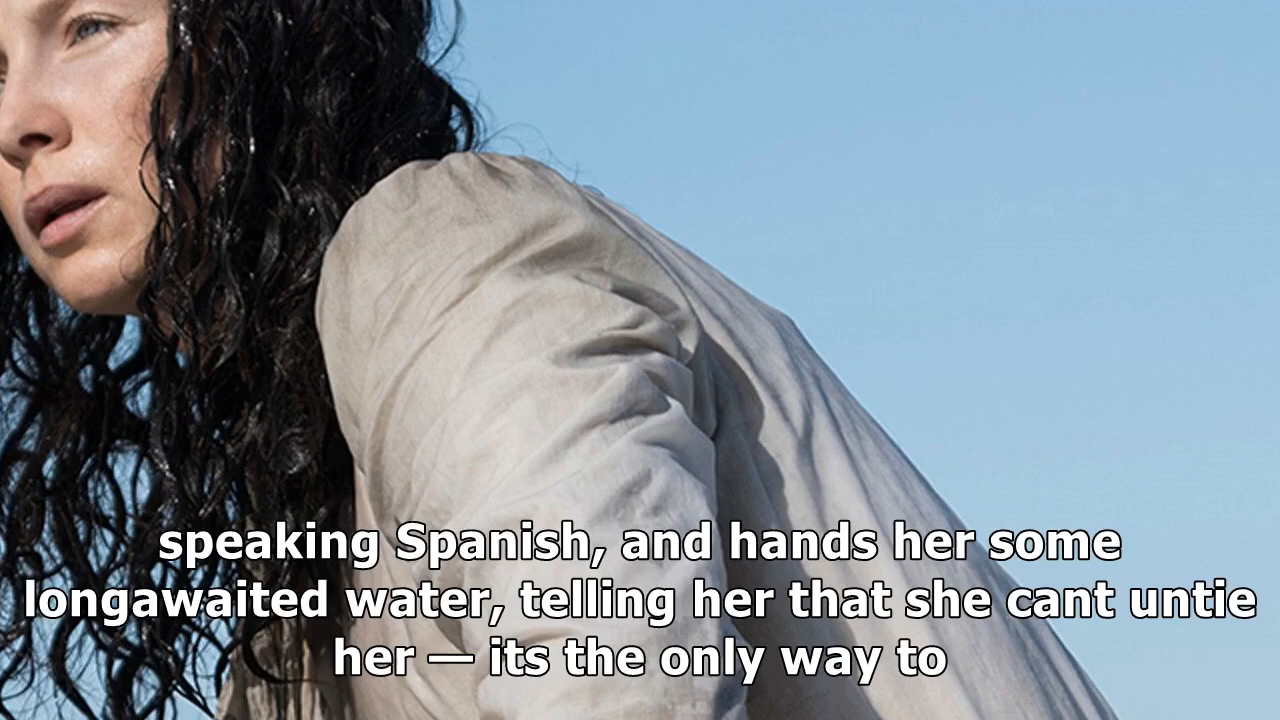 speaking Spanish, and hands her some
longawaited water, telling her that she cant untie
her — its the only way to